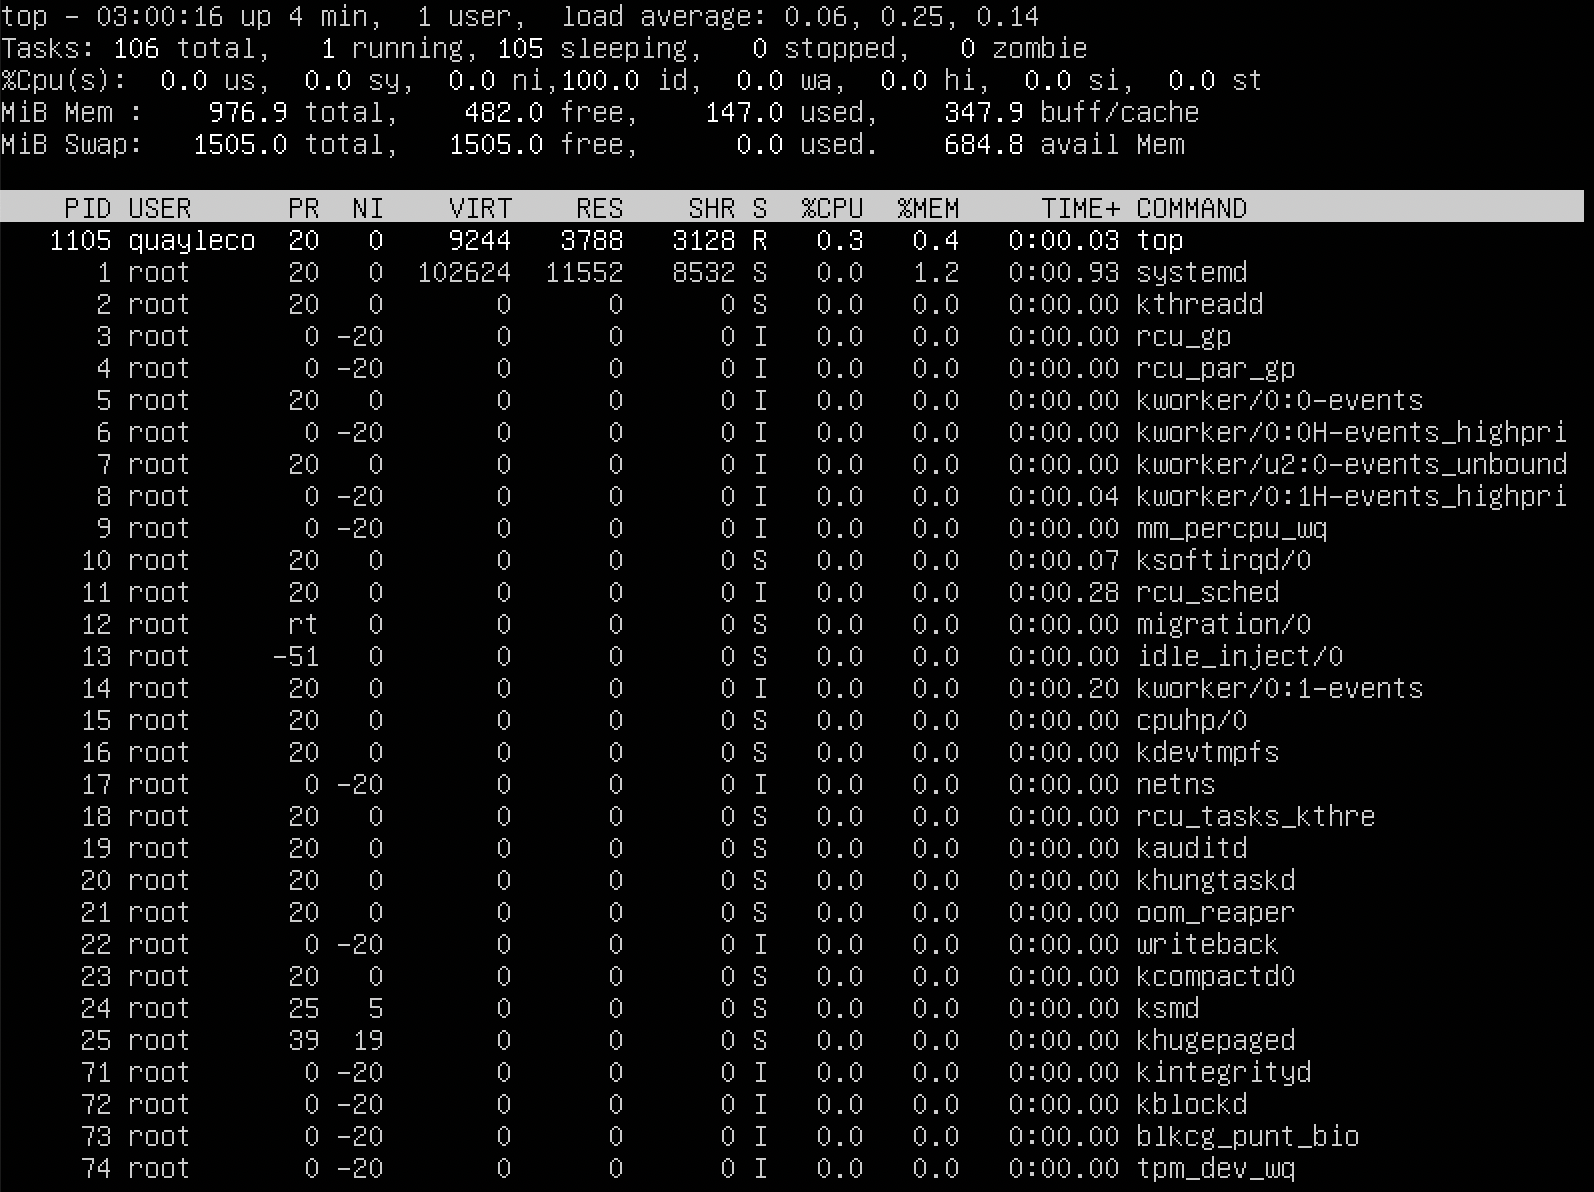 top - 03:00:16 up 4 min,  1 user,  load average: 0.06, 0.25, 0.14
Tasks: 106 total,   1 running, 105 sleeping,   0 stopped,   0 zombie
%Cpu(s):  0.0 us,  0.0 sy,  0.0 ni,100.0 id,  0.0 wa,  0.0 hi,  0.0 si,  0.0 st
MiB Mem :    976.9 total,    482.0 free,    147.0 used,    347.9 buff/cache
MiB Swap:   1505.0 total,   1505.0 free,      0.0 used.    684.8 avail Mem
PID USER      PR  NI    VIRT    RES    SHR S  %CPU  %MEM     TIME+ COMMAND
1105 quayleco  20   0    9244   3788   3128 R   0.3   0.4   0:00.03 top
1 root      20   0  102624  11552   8532 S   0.0   1.2   0:00.93 systemd
2 root      20   0       0      0      0 S   0.0   0.0   0:00.00 kthreadd
3 root       0 -20       0      0      0 I   0.0   0.0   0:00.00 rcu_gp
4 root       0 -20       0      0      0 I   0.0   0.0   0:00.00 rcu_par_gp
5 root      20   0       0      0      0 I   0.0   0.0   0:00.00 kworker/0:0-events
6 root       0 -20       0      0      0 I   0.0   0.0   0:00.00 kworker/0:0H-events_highpri
7 root      20   0       0      0      0 I   0.0   0.0   0:00.00 kworker/u2:0-events_unbound
8 root       0 -20       0      0      0 I   0.0   0.0   0:00.04 kworker/0:1H-events_highpri
9 root       0 -20       0      0      0 I   0.0   0.0   0:00.00 mm_percpu_wq
10 root      20   0       0      0      0 S   0.0   0.0   0:00.07 ksoftirqd/0
11 root      20   0       0      0      0 I   0.0   0.0   0:00.28 rcu_sched
12 root      rt   0       0      0      0 S   0.0   0.0   0:00.00 migration/0
13 root     -51   0       0      0      0 S   0.0   0.0   0:00.00 idle_inject/0
14 root      20   0       0      0      0 I   0.0   0.0   0:00.20 kworker/0:1-events
15 root      20   0       0      0      0 S   0.0   0.0   0:00.00 cpuhp/0
16 root      20   0       0      0      0 S   0.0   0.0   0:00.00 kdevtmpfs
17 root       0 -20       0      0      0 I   0.0   0.0   0:00.00 netns
18 root      20   0       0      0      0 S   0.0   0.0   0:00.00 rcu_tasks_kthre
19 root      20   0       0      0      0 S   0.0   0.0   0:00.00 kauditd
20 root      20   0       0      0      0 S   0.0   0.0   0:00.00 khungtaskd
21 root      20   0       0      0      0 S   0.0   0.0   0:00.00 oom_reaper
22 root       0 -20       0      0      0 I   0.0   0.0   0:00.00 writeback
23 root      20   0       0      0      0 S   0.0   0.0   0:00.00 kcompactd0
24 root      25   5       0      0      0 S   0.0   0.0   0:00.00 ksmd
25 root      39  19       0      0      0 S   0.0   0.0   0:00.00 khugepaged
71 root       0 -20       0      0      0 I   0.0   0.0   0:00.00 kintegrityd
72 root       0 -20       0      0      0 I   0.0   0.0   0:00.00 kblockd
73 root       0 -20       0      0      0 I   0.0   0.0   0:00.00 blkcg_punt_bio
74 root       0 -20       0      0      0 I   0.0   0.0   0:00.00 tpm_dev_wq